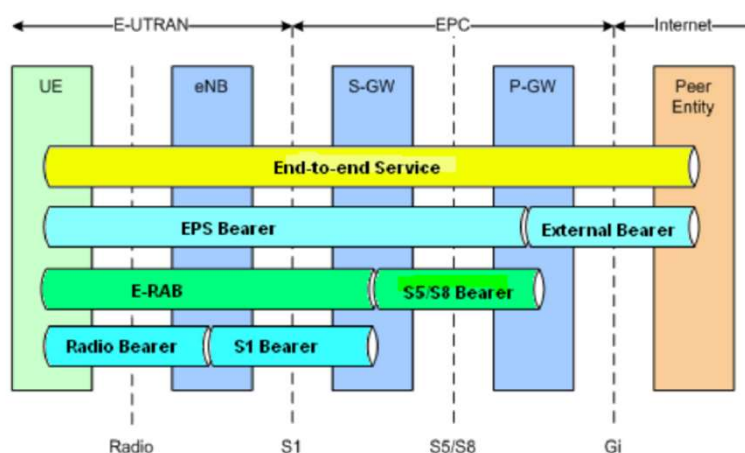 E-UTRAN EPC Internet
UE eNB S-GW P-GW Peer
Entity
End-to-end Service
EPS Bearer External Bearer
E-RAB S5/S8 Bearer
Radio Bearer S1 Bearer
Radio S1 S5/S8 Gi